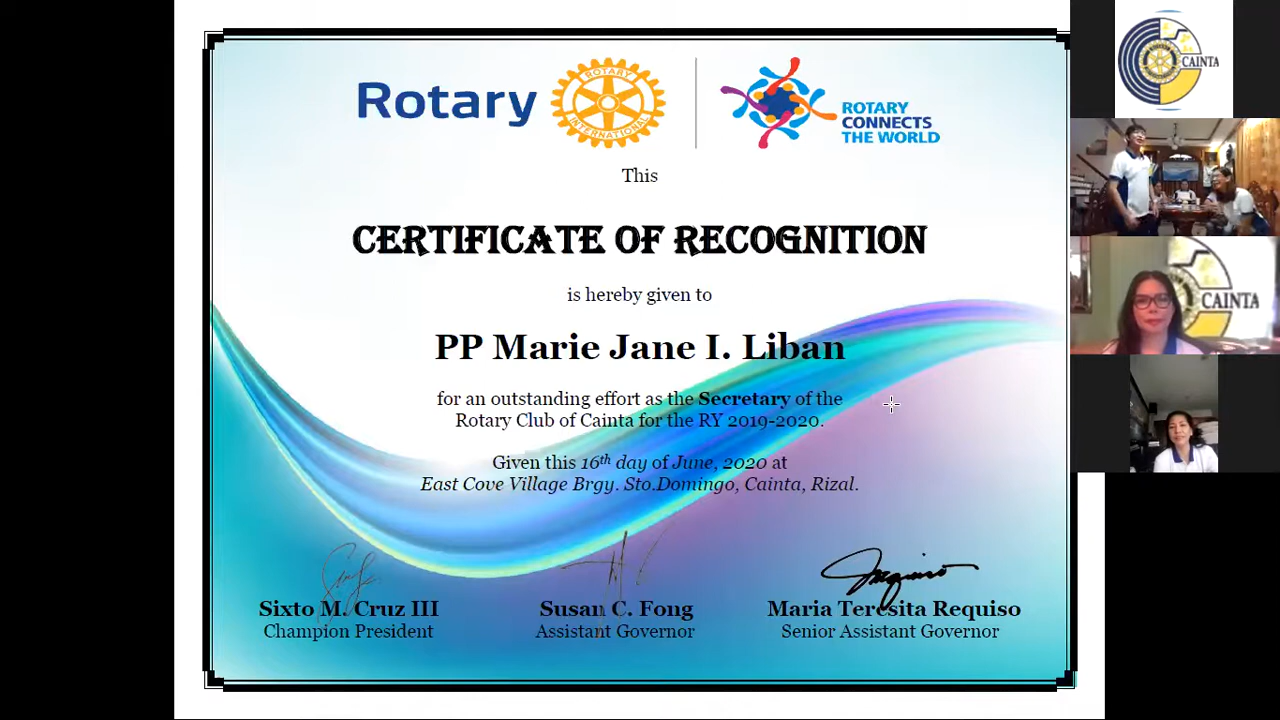 Rotary
ROTARY
INTERNATIONAL
ROTARY
CONNECTS
THE WORLD
This
CERTIFICATE OF RECOGNITION
is hereby given to
PP Marie Jane I. Liban
for an outstanding effort as the Secretary of the
Rotary Club of Cainta for the RY 2019-2020.
Given this 16th day of June, 2020 at
East Cove Village Brgy. Sto.Domingo, Cainta, Rizal.
Sixto M. Cruz III
Champion President
Susan C. Fong
Assistant Governor
Maria Teresita Requiso
Senior Assistant Governor
CAINTA
CAINTA